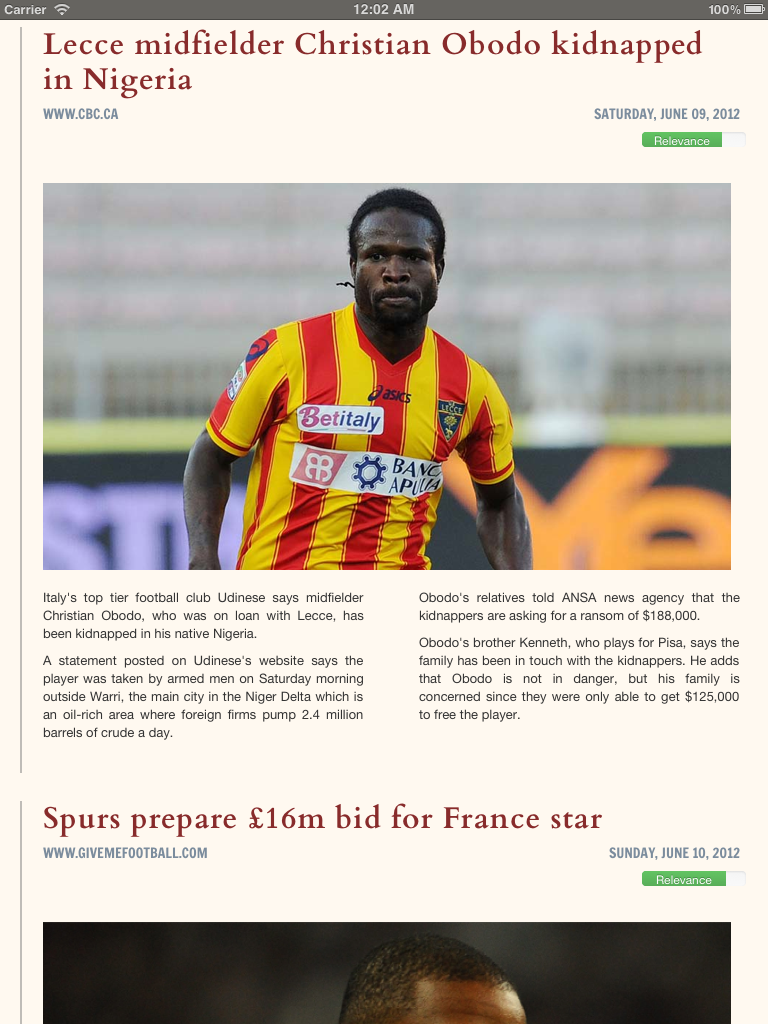 Carrier 12:02 AM 100%
Lecce midfielder Christian Obodo kidnapped
in Nigeria
WWW.CBC.CA SATURDAY, JUNE 09, 2012
Relevance
asics
LECCE
Betitaly
BANC
APULIA
Italy's top tier football club Udinese says midfielder
Christian Obodo, who was on loan with Lecce, has
been kidnapped in his native Nigeria.
A statement posted on Udinese's website says the
player was taken by armed men on Saturday morning
outside Warri, the main city in the Niger Delta which is
an oil-rich area where foreign firms pump 2.4 million
barrels of crude a day.
Obodo's relatives told ANSA news agency that the
kidnappers are asking for a ransom of $188,000.
Obodo's brother Kenneth, who plays for Pisa, says the
family has been in touch with the kidnappers. He adds
that Obodo is not in danger, but his family is
concerned since they were only able to get $125,000
to free the player.
Spurs prepare £16m bid for France star
WWW.GIVEMEFOOTBALL.COM SUNDAY, JUNE 10, 2012
Relevance